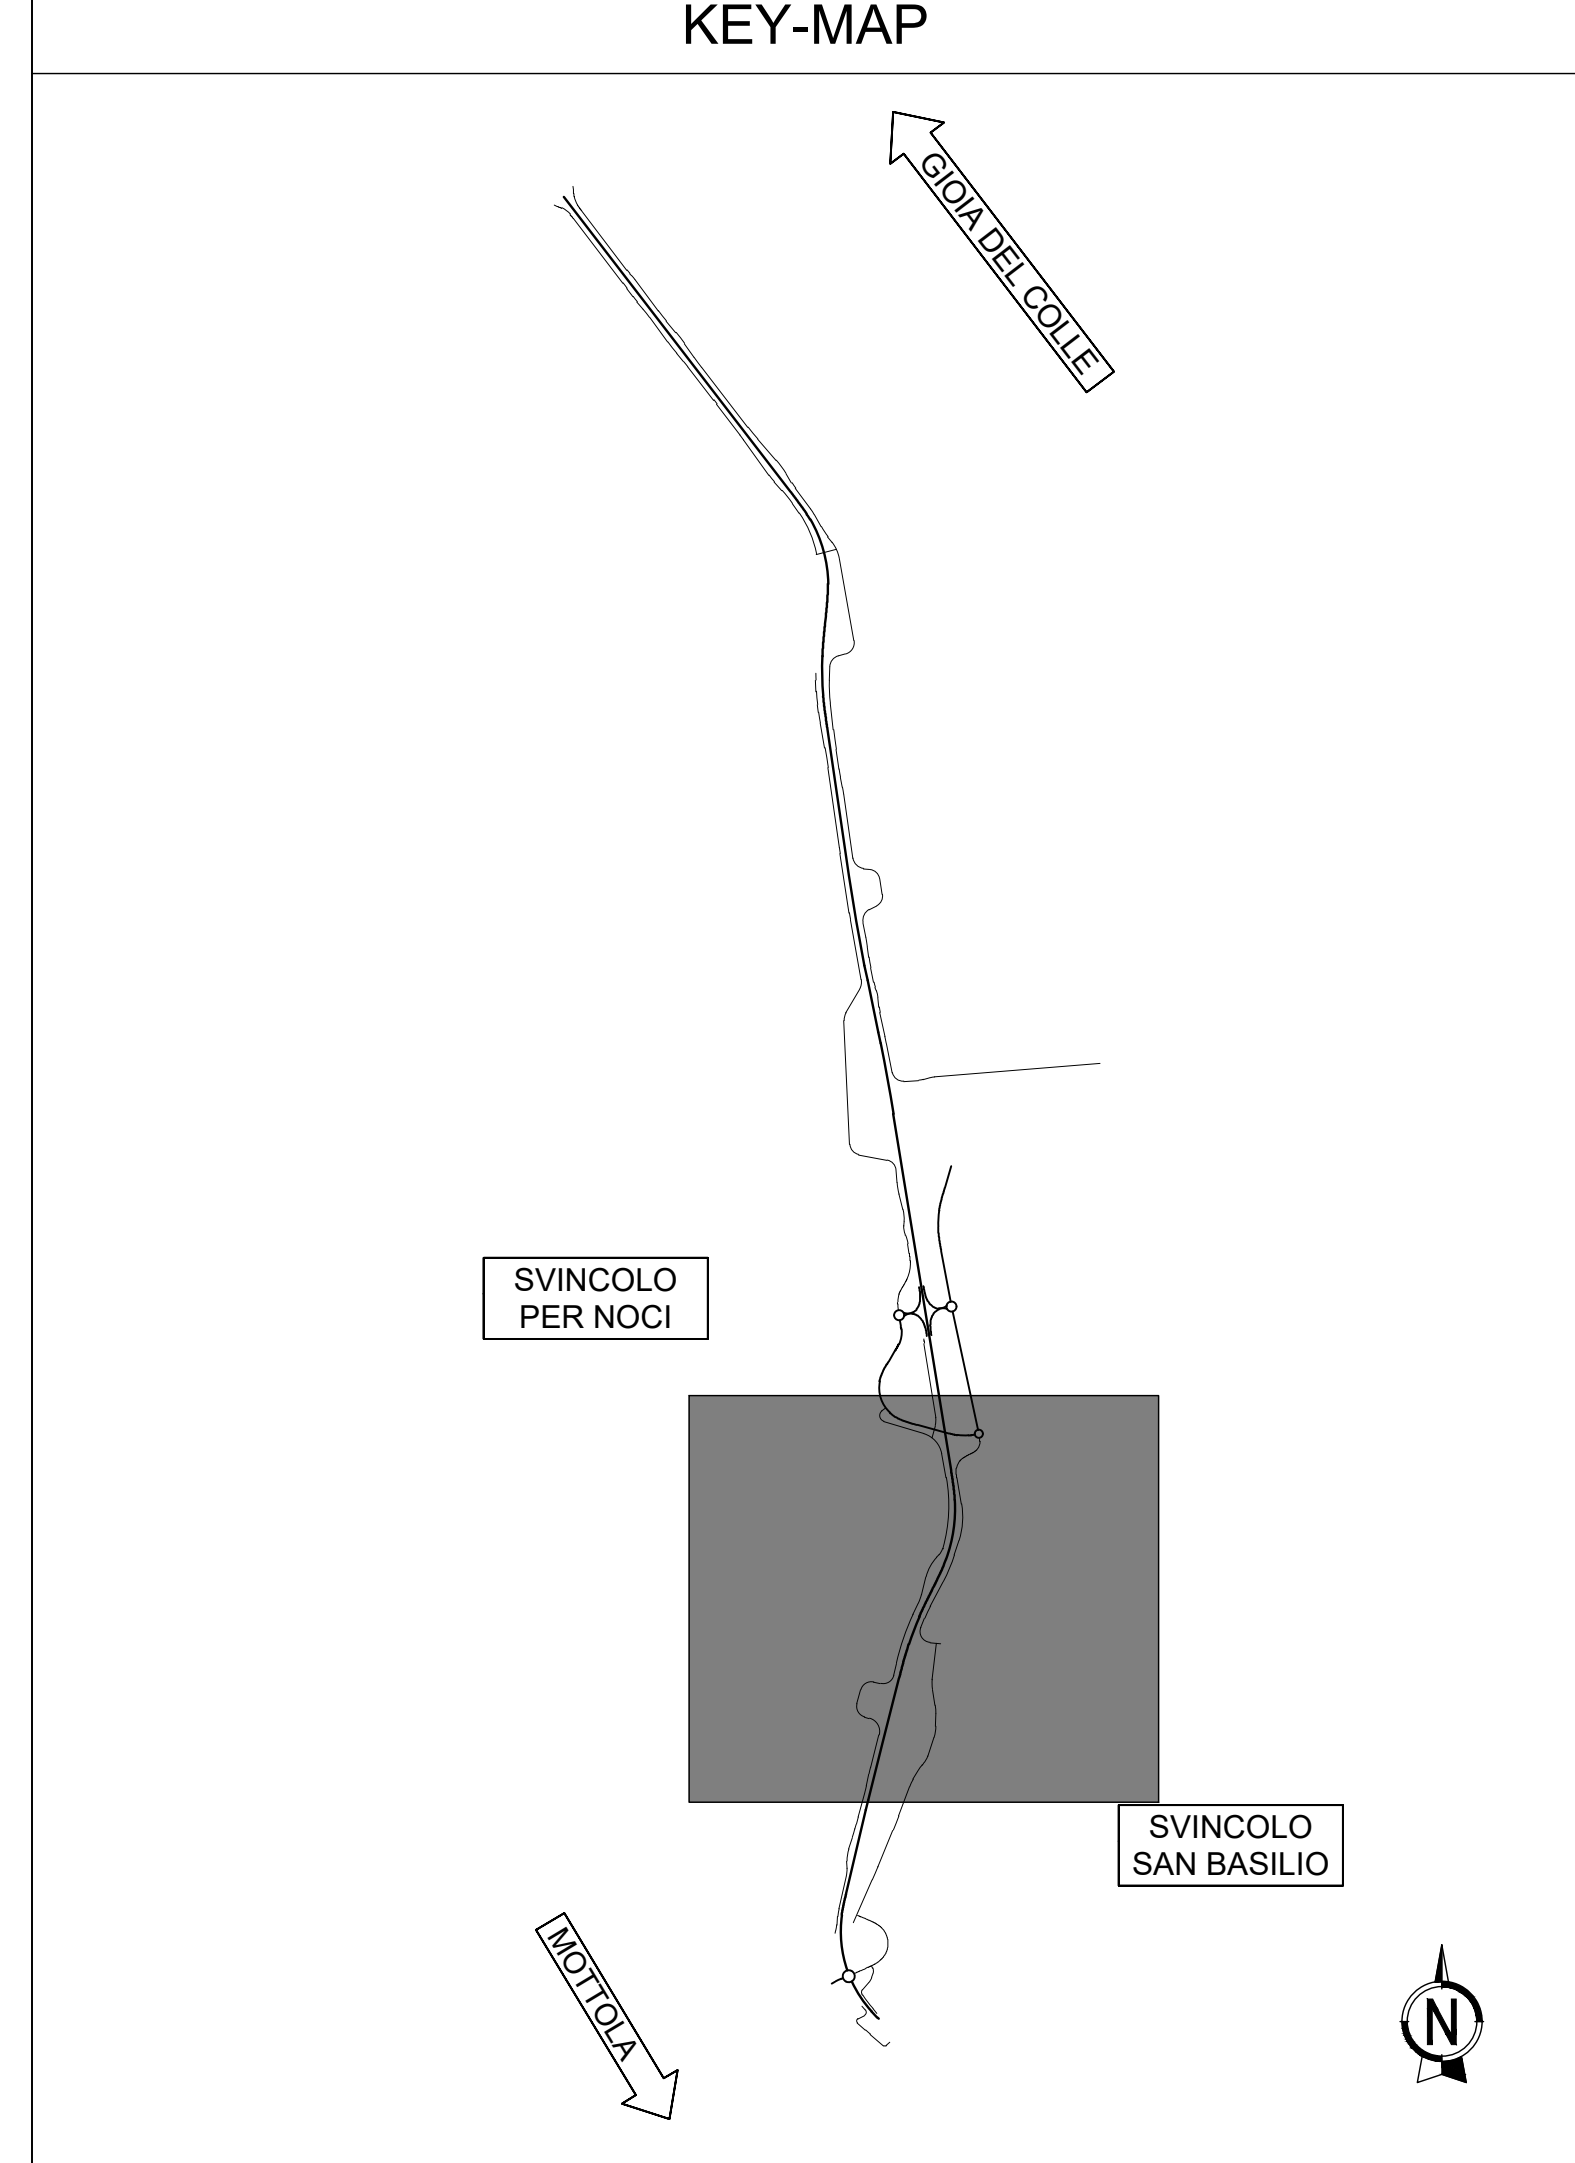 KEY-MAP
GIOIA DEL COLLE
SVINCOLO
PER NOCI
SVINCOLO
SAN BASILIO
MOTTOLA
N